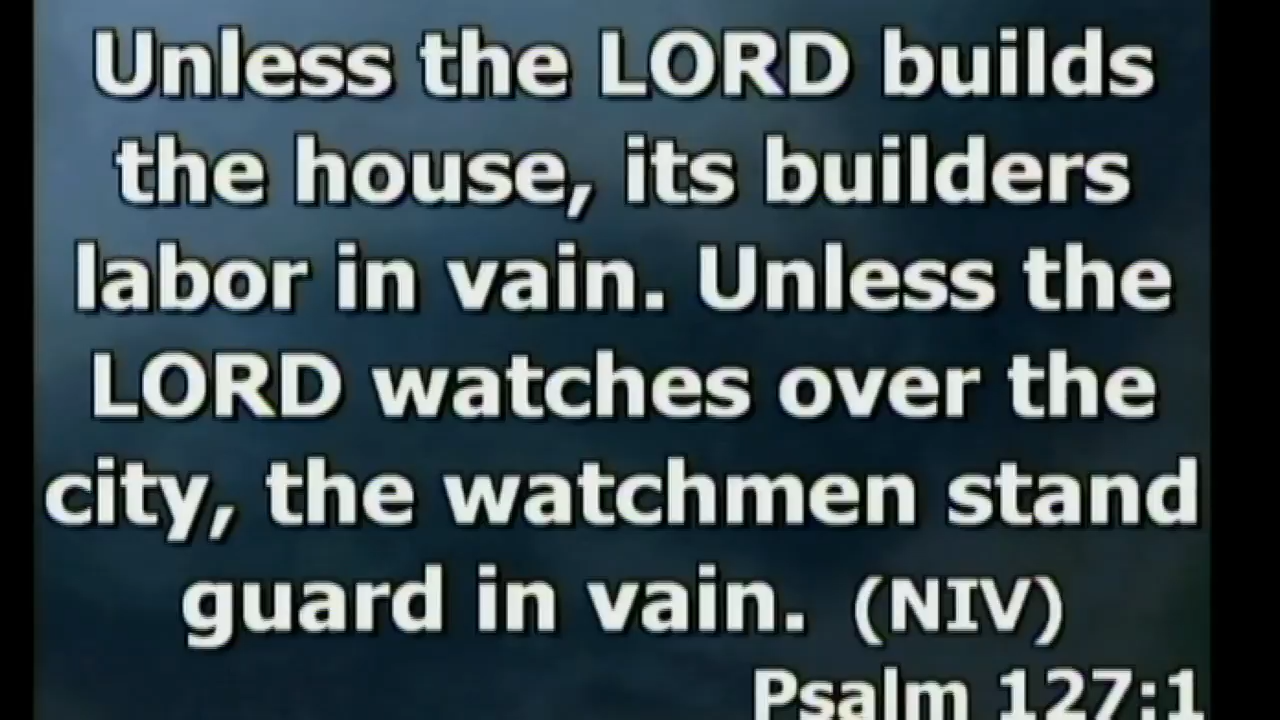 Unless the LORD builds
the house, its builders
labor in vain. Unless the
LORD watches over the
city, the watchmen stand
guard in vain. (NIV)
Psalm 127:1